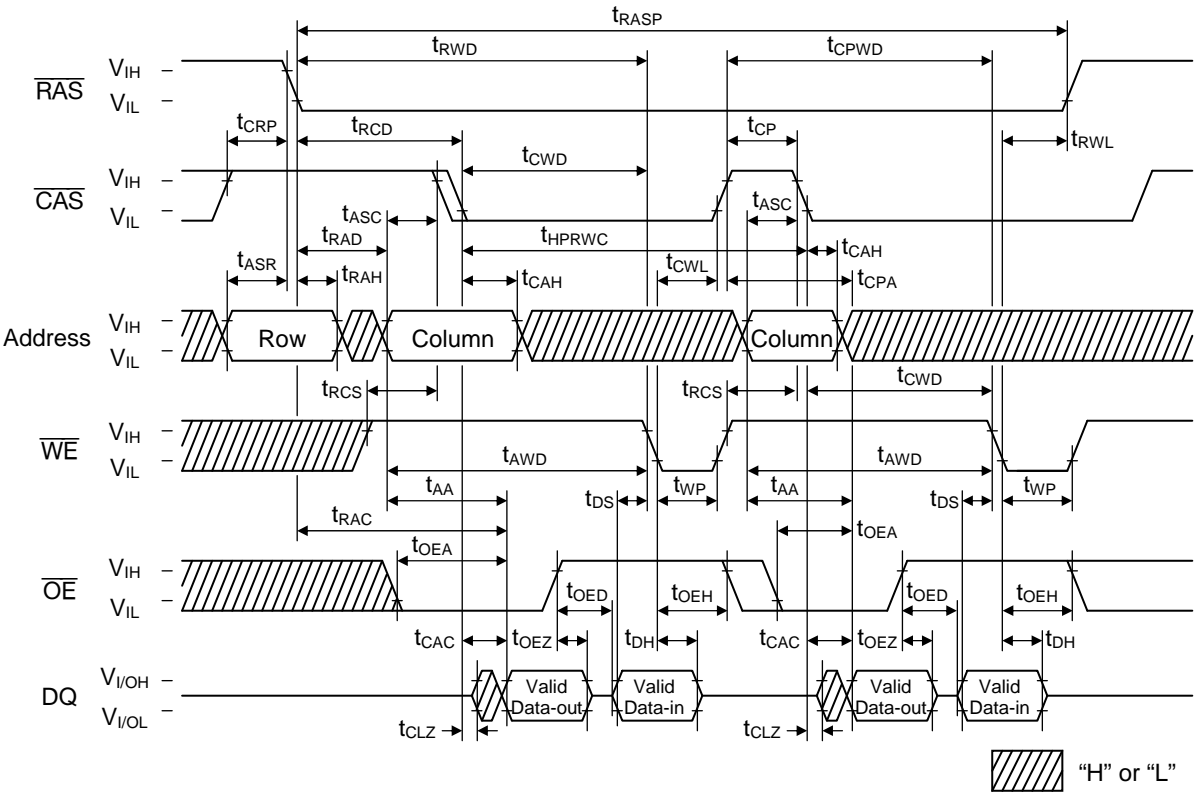 tRASP
tRWD tCPWD
RAS VIH
VIL
tCRP tRCD tCP tRWL
tCWD
CAS VIH
VIL
tASC tASC
tRAD tHPRWC tCAH
tASR tRAH tCAH tCWL tCPA
Address VIH
VIL
Row Column Column
tRCS tRCS tCWD
WE VIH
VIL
tAWD tAWD
tAA tDS tWP tAA tDS tWP
tRAC tOEA
tOEA
OE VIH
VIL
tOED tOEH tOED tOEH
tCAC tOEZ tDH tCAC tOEZ tDH
DQ VI/OH
VI/OL
Valid Data-out
Valid Data-in
Valid Data-out
Valid Data-in
tCLZ tCLZ
“H” or “L”